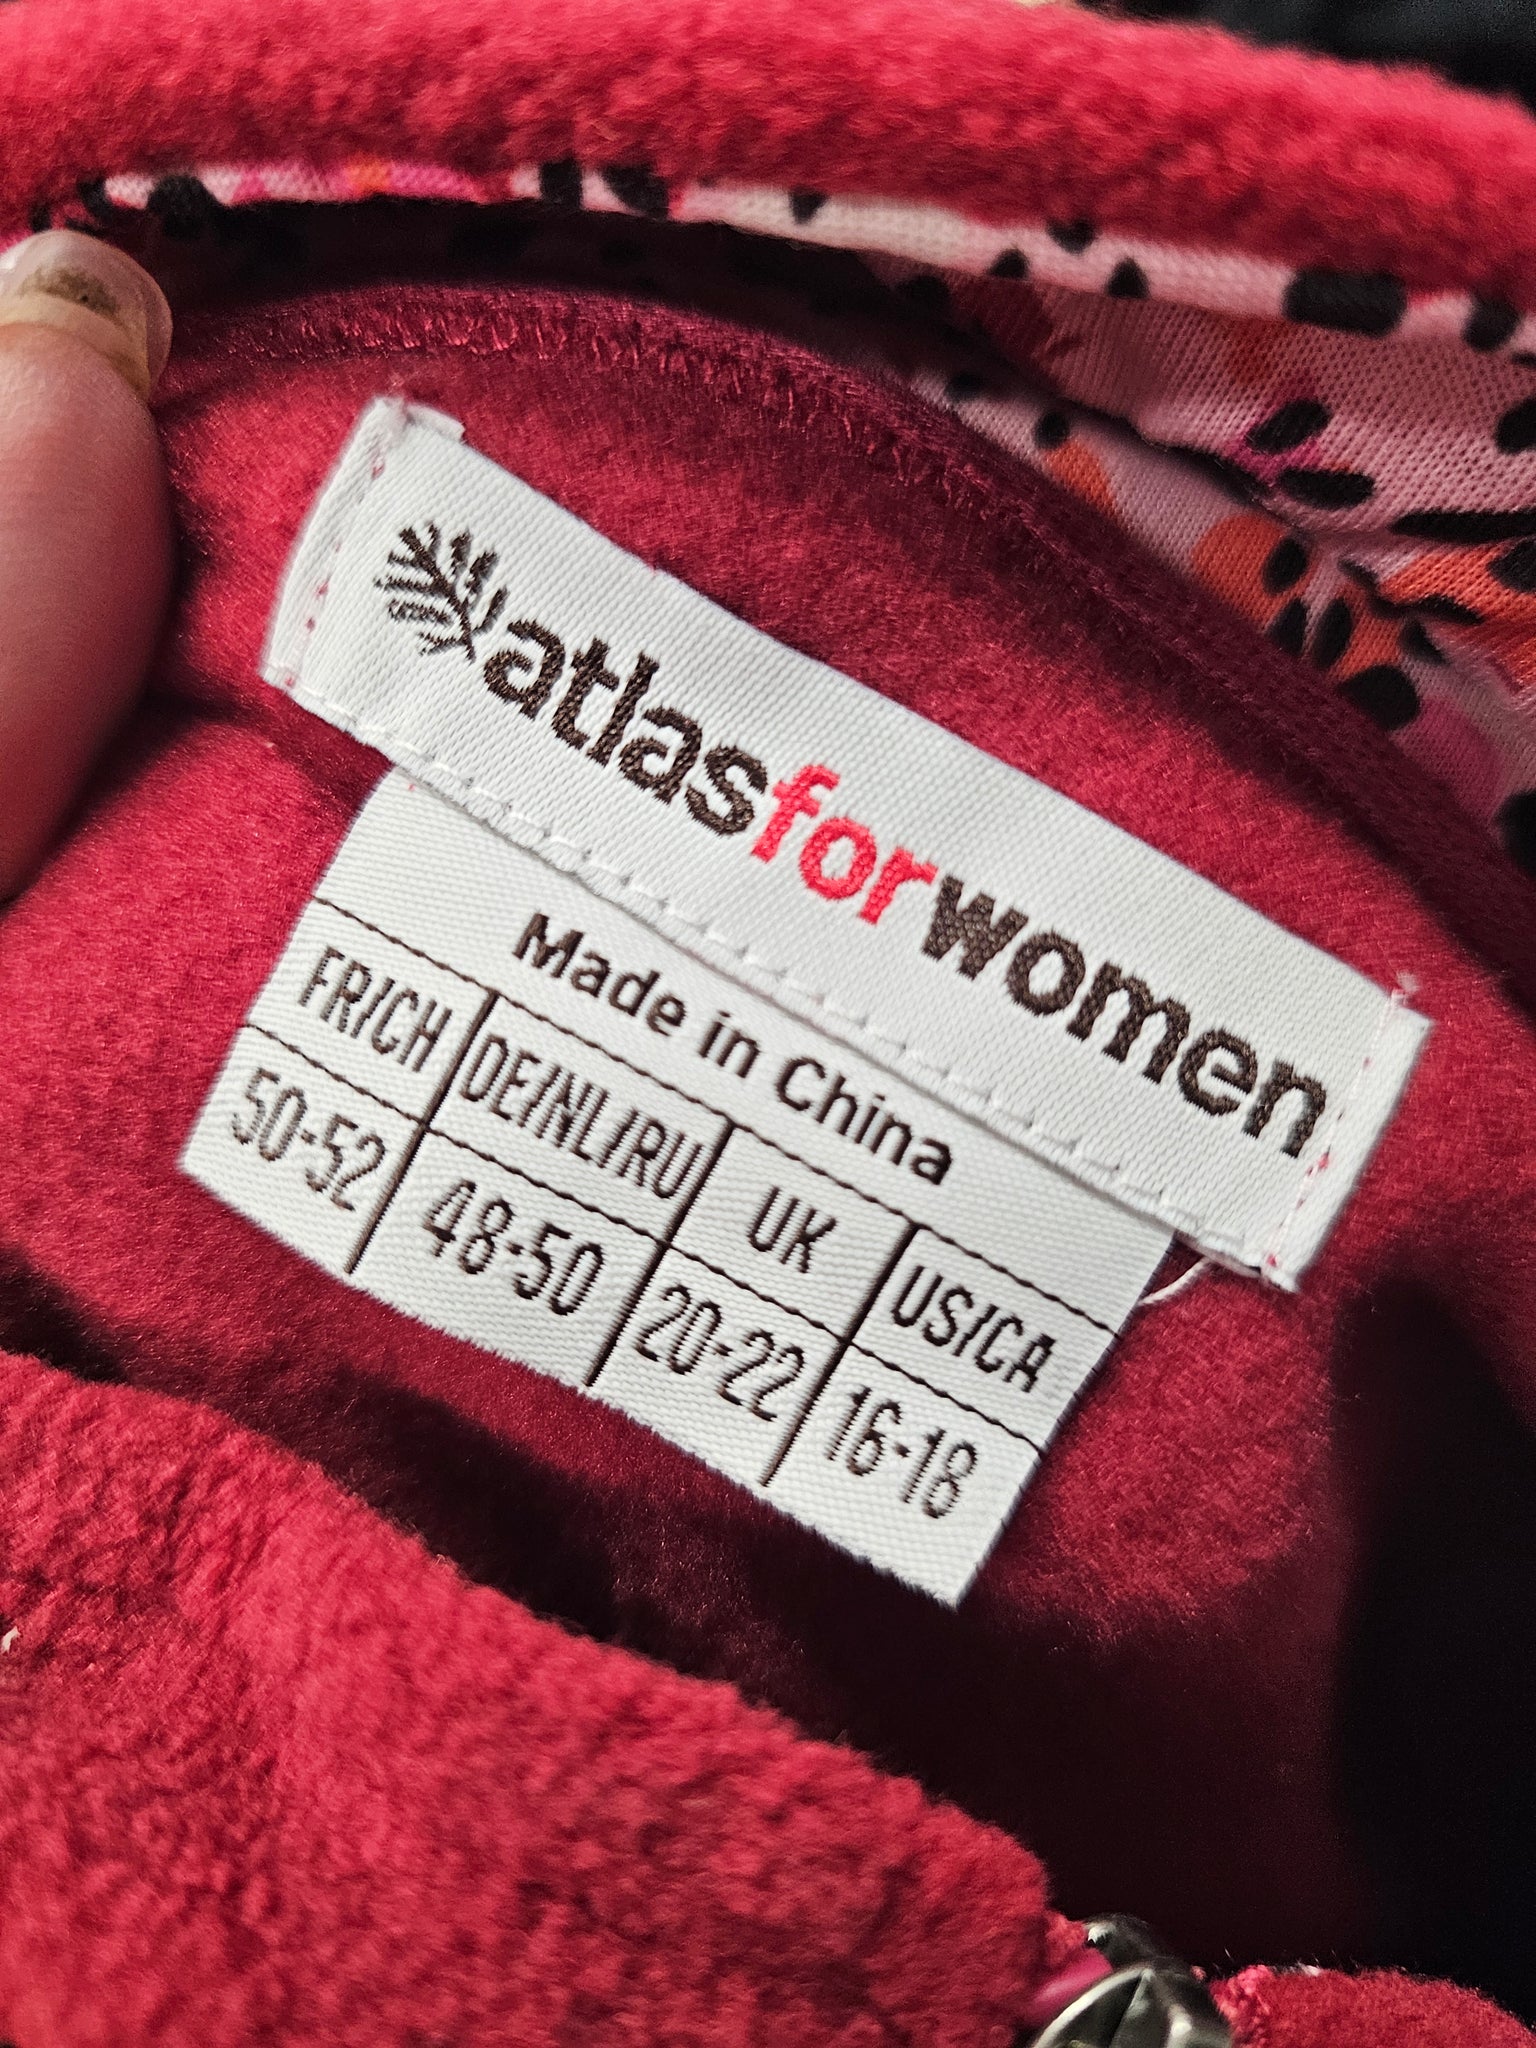 atlasforwomen
Made in China
FR/CH DE/NL/RU UK US/CA
50-52 48-50 20-22 16-18